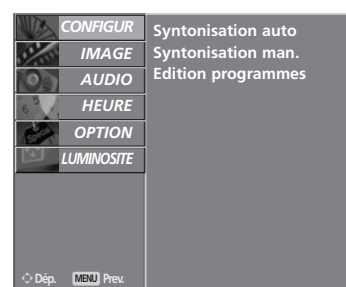 CONFIGUR
IMAGE
AUDIO
HEURE
OPTION
LUMINOSITE
Syntonisation auto
Syntonisation man.
Edition programmes
Dép. MENU Prev.